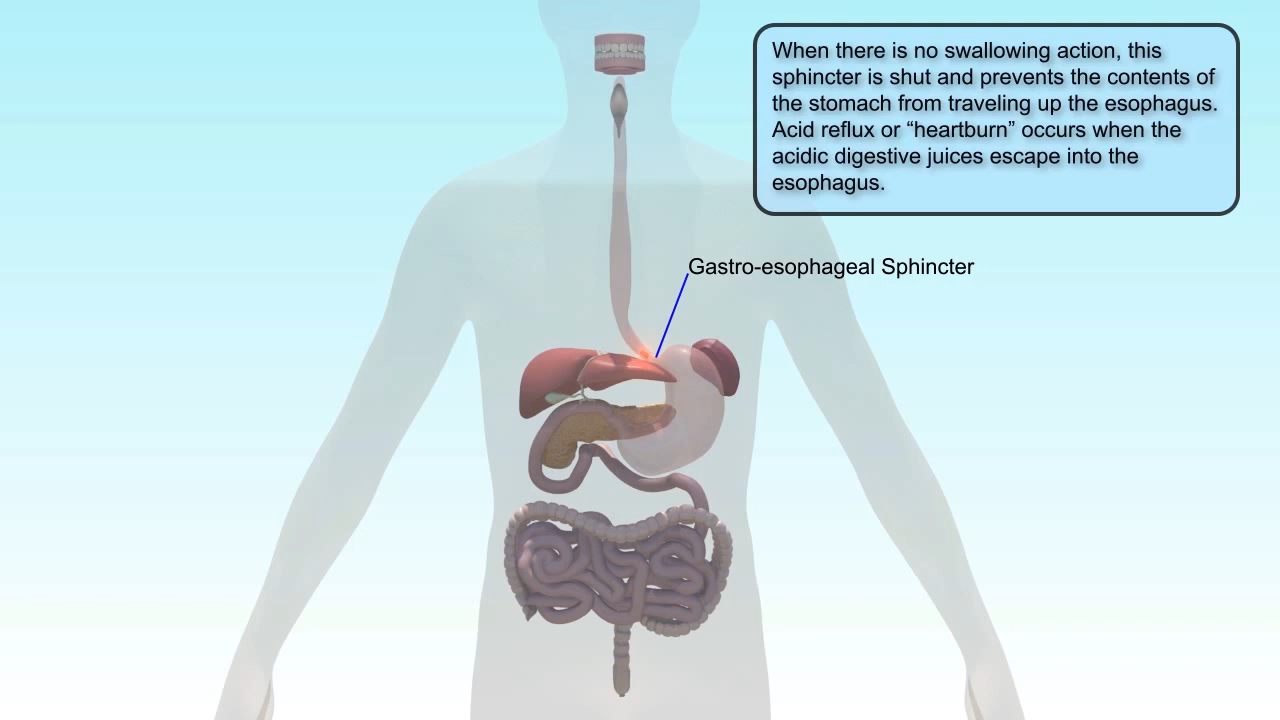 When there is no swallowing action, this
sphincter is shut and prevents the contents of
the stomach from traveling up the esophagus.
Acid reflux or “heartburn” occurs when the
acidic digestive juices escape into the
esophagus.
Gastro-esophageal Sphincter